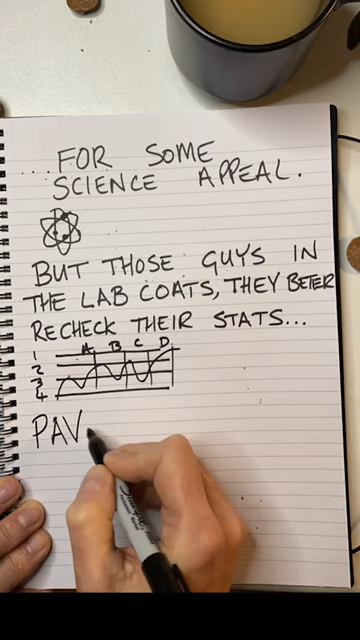 ....FOR SOME
SCIENCE APPEAL.
BUT THOSE GUYS IN
THE LAB COATS, THEY BETER
RECHECK THEIR STATS...
A B C D
1
2
3
4
PAV
Sharpie